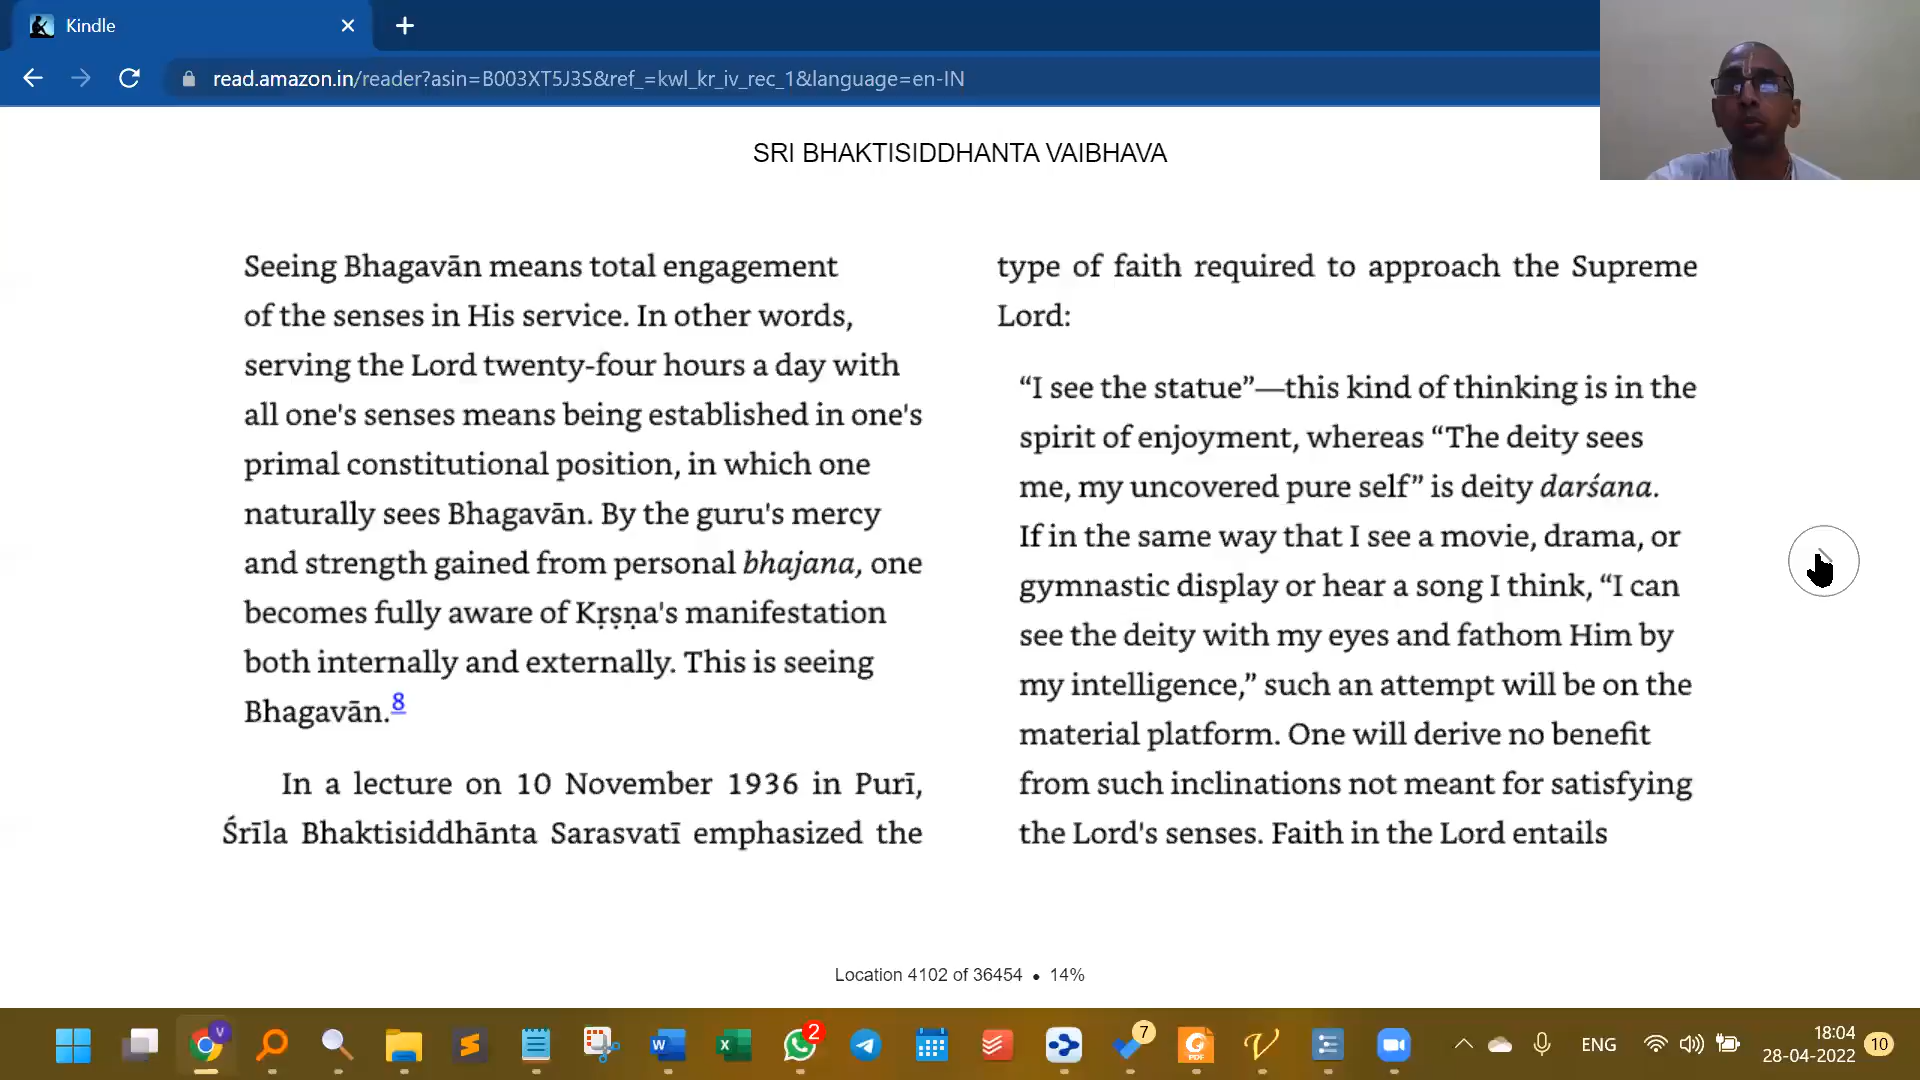 Kindle
read.amazon.in/reader?asin=B003XT5J3S&ref_=kwl_kr_iv_rec_1&language=en-IN
SRI BHAKTISIDDHANTA VAIBHAVA
Seeing Bhagavān means total engagement
of the senses in His service. In other words,
serving the Lord twenty-four hours a day with
all one's senses means being established in one's
primal constitutional position, in which one
naturally sees Bhagavān. By the guru's mercy
and strength gained from personal bhajana, one
becomes fully aware of Kṛṣṇa's manifestation
both internally and externally. This is seeing
Bhagavān.8
In a lecture on 10 November 1936 in Purī,
Śrīla Bhaktisiddhānta Sarasvatī emphasized the
type of faith required to approach the Supreme
Lord:
“I see the statue”—this kind of thinking is in the
spirit of enjoyment, whereas “The deity sees
me, my uncovered pure self” is deity darśana.
If in the same way that I see a movie, drama, or
gymnastic display or hear a song I think, “I can
see the deity with my eyes and fathom Him by
my intelligence,” such an attempt will be on the
material platform. One will derive no benefit
from such inclinations not meant for satisfying
the Lord's senses. Faith in the Lord entails
Location 4102 of 36454 • 14%
V
W
X
2
7
PDF
ENG
18:04
28-04-2022
10